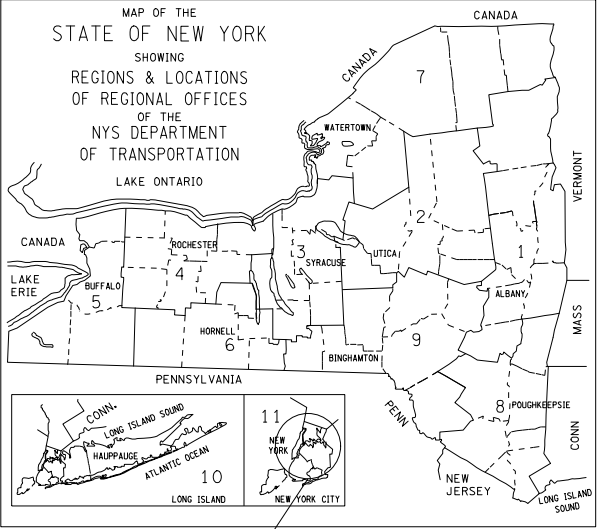 MAP OF THE
STATE OF NEW YORK
SHOWING
REGIONS & LOCATIONS
OF REGIONAL OFFICES
OF THE
NYS DEPARTMENT
OF TRANSPORTATION
CANADA
CANADA
7
WATERTOWN
LAKE ONTARIO
VERMONT
2
CANADA
ROCHESTER
3
SYRACUSE
UTICA
1
LAKE
ERIE
BUFFALO
5
4
ALBANY
MASS
HORNELL
6
9
BINGHAMTON
PENNSYLVANIA
PENN
8
POUGHKEEPSIE
CONN
NEW
JERSEY
LONG ISLAND
SOUND
CONN.
LONG ISLAND SOUND
HAUPPAUGE
ATLANTIC OCEAN
10
LONG ISLAND
11
NEW
YORK
NEW YORK CITY